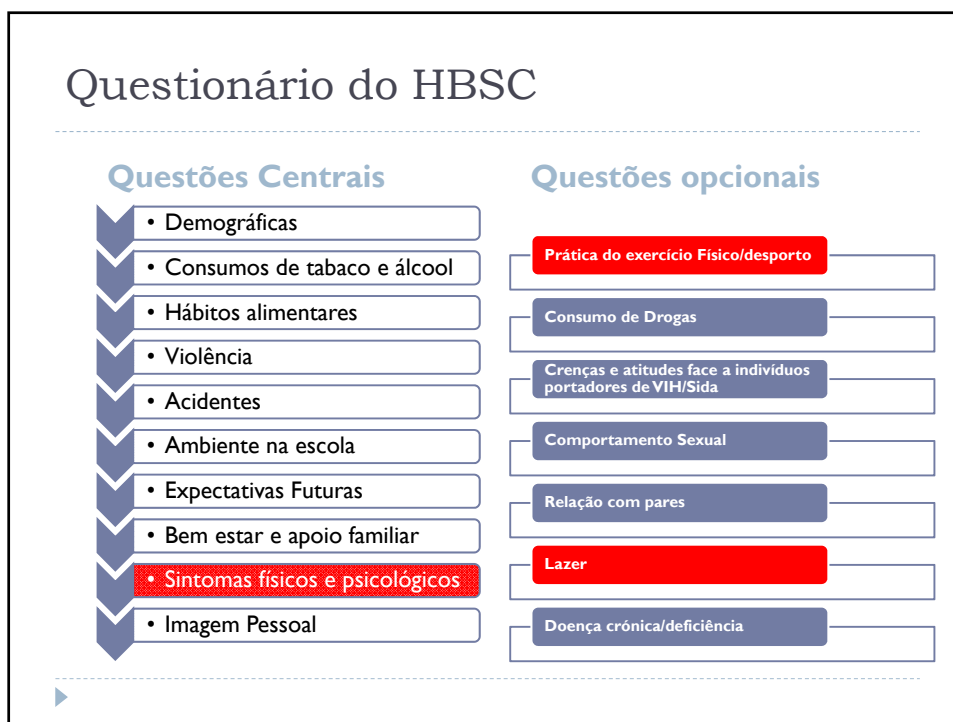 Questionário do HBSC
Questões Centrais
• Demográficas
• Consumos de tabaco e álcool
• Hábitos alimentares
• Violência
• Acidentes
• Ambiente na escola
• Expectativas Futuras
• Bem estar e apoio familiar
• Sintomas físicos e psicológicos
• Imagem Pessoal
Questões opcionais
Prática do exercício Físico/desporto
Consumo de Drogas
Crenças e atitudes face a indivíduos
portadores de VIH/Sida
Comportamento Sexual
Relação com pares
Lazer
Doença crónica/deficiência